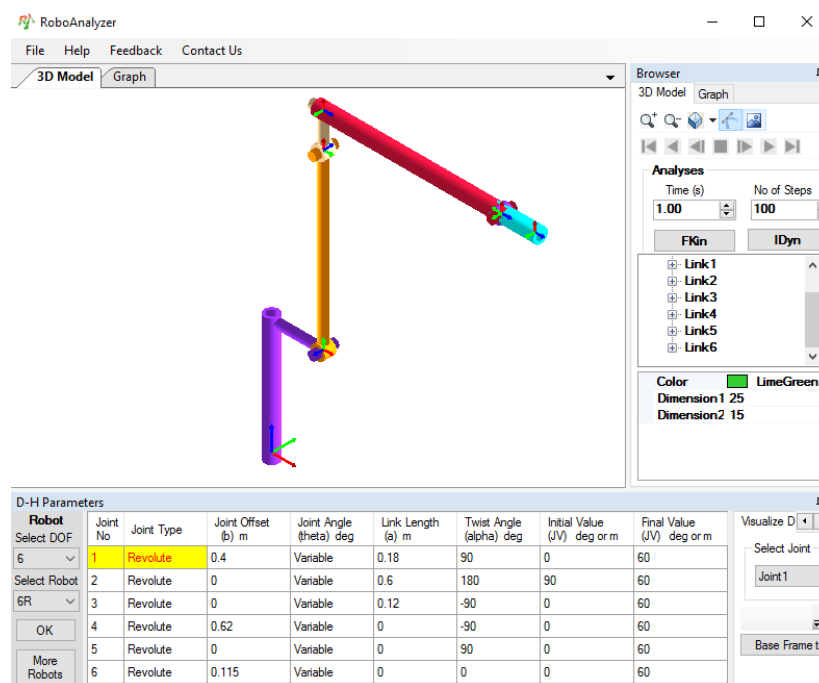 RoboAnalyzer
File Help Feedback Contact Us
3D Model Graph
Browser
3D Model Graph
Analyses
Time (s) No of Steps
1.00 100
FKin IDyn
Link1
Link2
Link3
Link4
Link5
Link6
Color LimeGreen
Dimension1 25
Dimension2 15
D-H Parameters
Robot
Select DOF
6
Select Robot
6R
OK
More
Robots
Joint No Joint Type Joint Offset (b) m Joint Angle (theta) deg Link Length (a) m Twist Angle (alpha) deg Initial Value (JV) deg or m Final Value (JV) deg or m
1 Revolute 0.4 Variable 0.18 90 0 60
2 Revolute 0 Variable 0.6 180 90 60
3 Revolute 0 Variable 0.12 -90 0 60
4 Revolute 0.62 Variable 0 -90 0 60
5 Revolute 0 Variable 0 90 0 60
6 Revolute 0.115 Variable 0 0 0 60
Visualize D
Select Joint
Joint1
Base Frame t